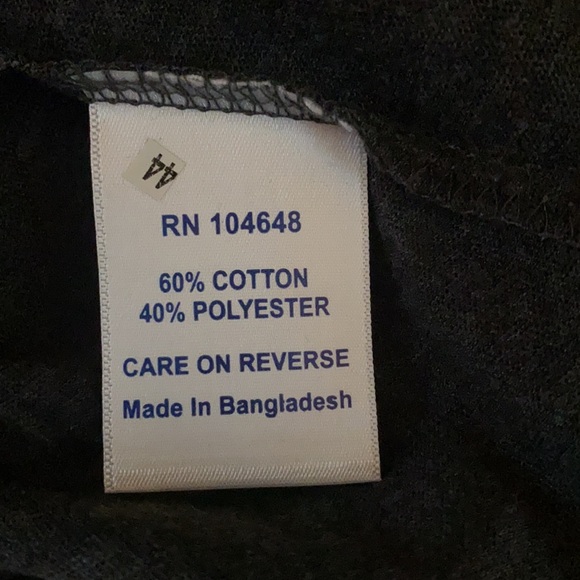 44
RN 104648
60% COTTON
40% POLYESTER
CARE ON REVERSE
Made In Bangladesh